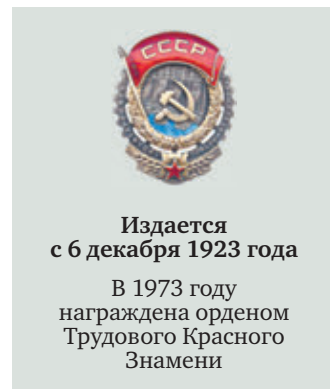 СССР
Издается
с 6 декабря 1923 года
В 1973 году
награждена орденом
Трудового Красного
Знамени